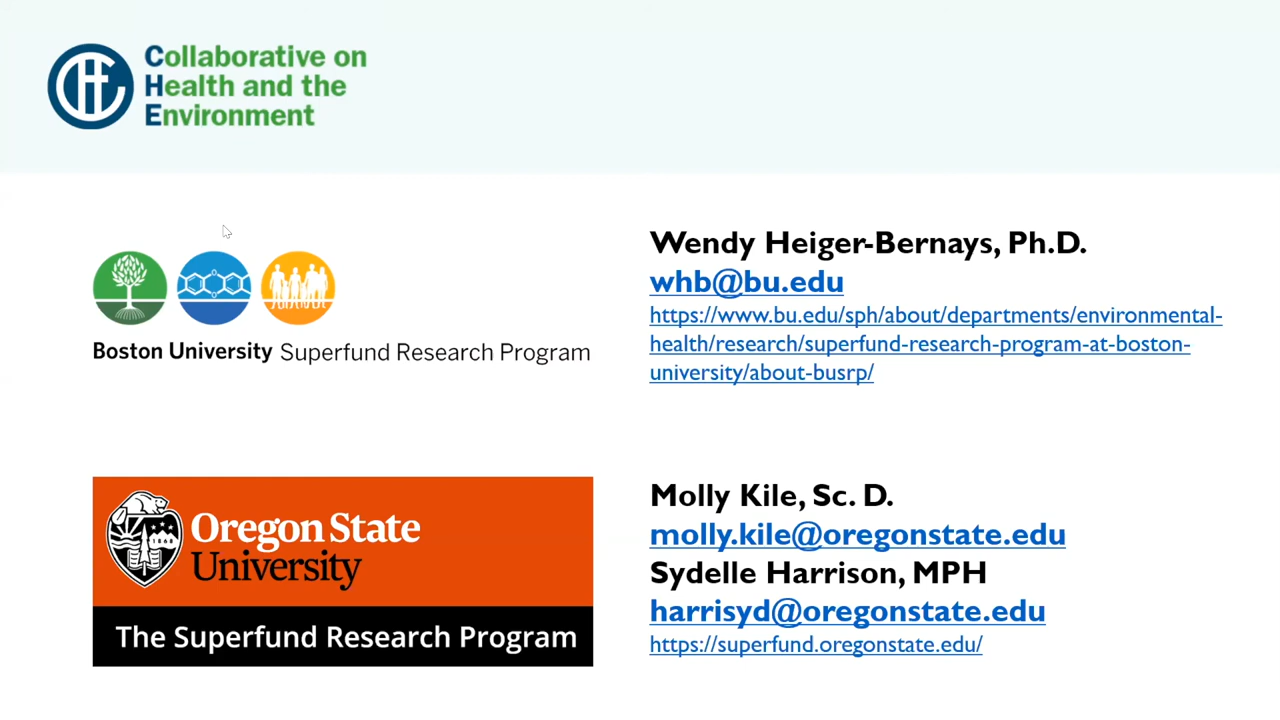 CHE
Collaborative on
Health and the
Environment
Boston University Superfund Research Program
Wendy Heiger-Bernays, Ph.D.
whb@bu.edu
https://www.bu.edu/sph/about/departments/environmental-
health/research/superfund-research-program-at-boston-
university/about-busrp/
Oregon State
University
The Superfund Research Program
Molly Kile, Sc. D.
molly.kile@oregonstate.edu
Sydelle Harrison, MPH
harrisyd@oregonstate.edu
https://superfund.oregonstate.edu/